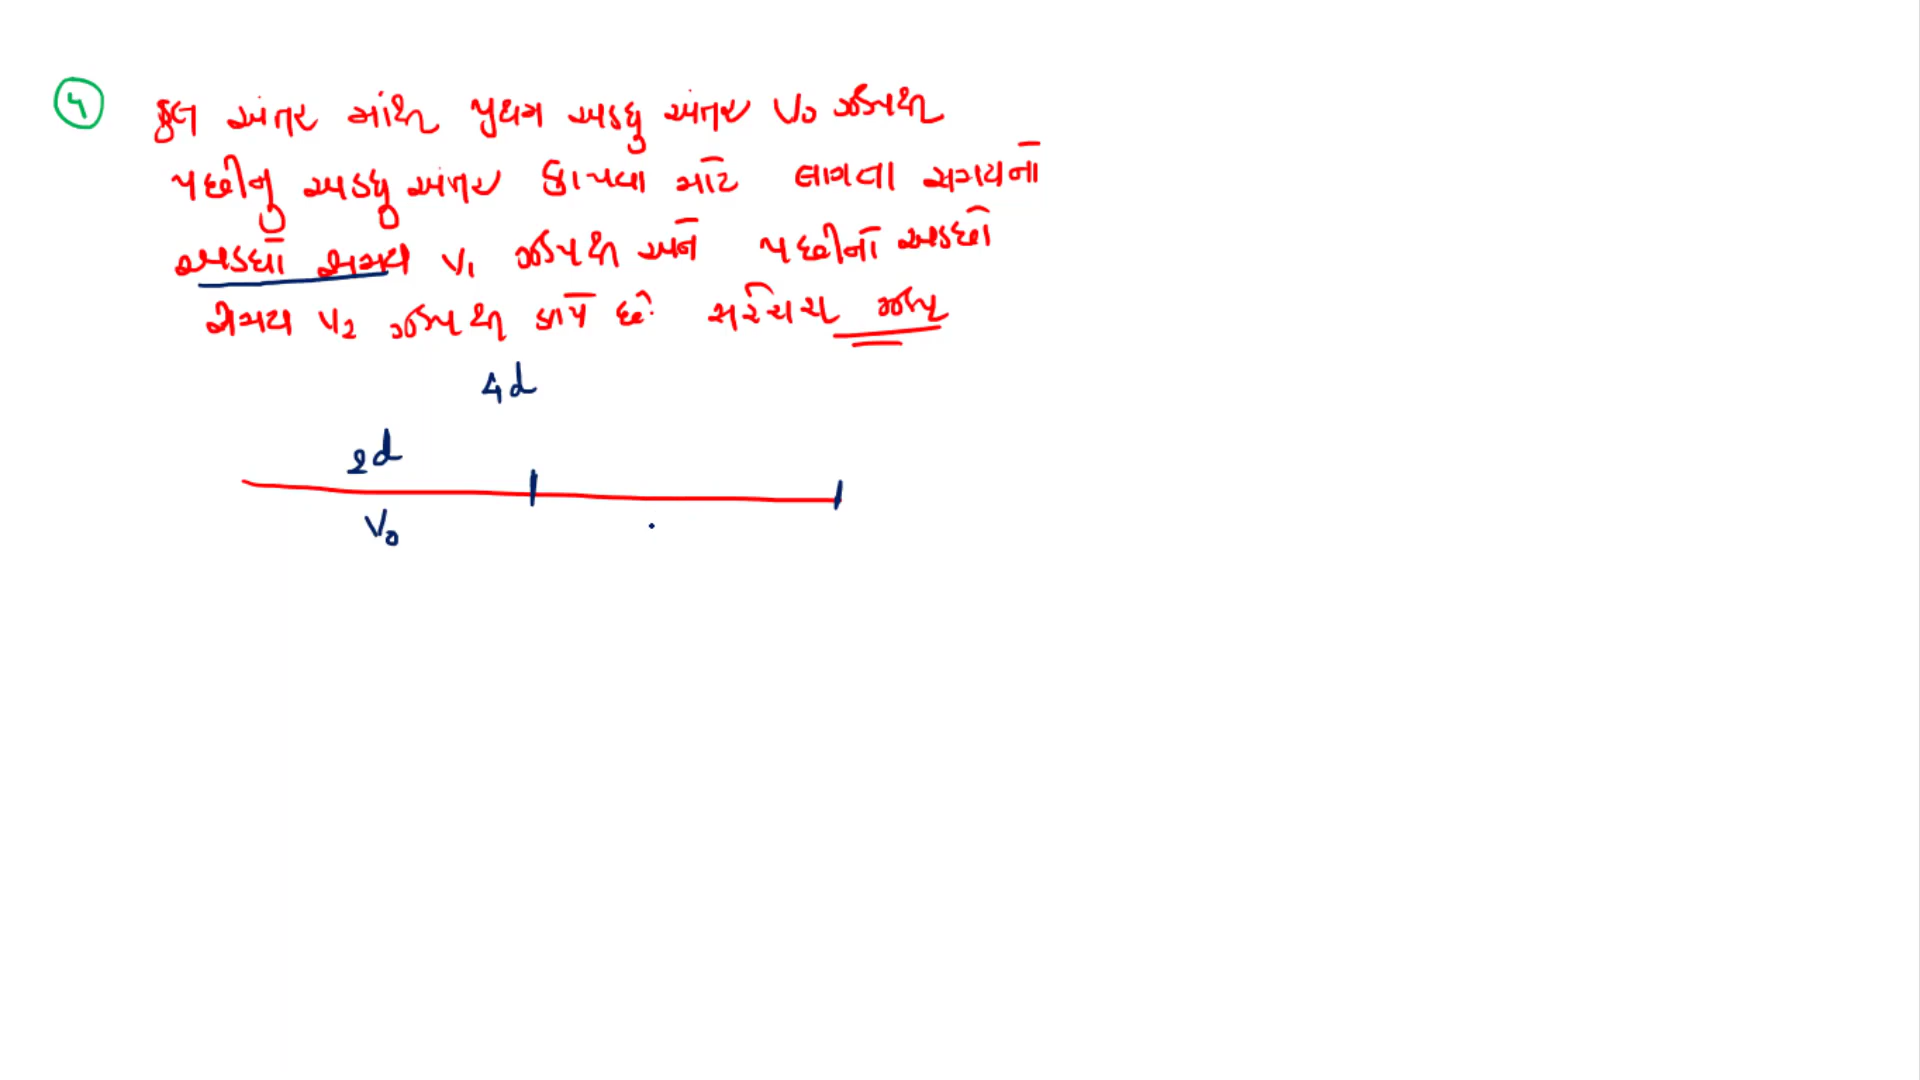 ૫ કુલ અંતર માંથી પ્રથમ અડધુ અંતર V₀ ઝડપથી
પછીનુ અડધુ અંતર કાપવા માટે લાગતા સમયનો
અડધો સમય V₁ ઝડપથી અને પછીનો અડધો
સમય V₂ ઝડપથી કાપે છે. સરેરાશ ઝડપ
4d
2d
V₀